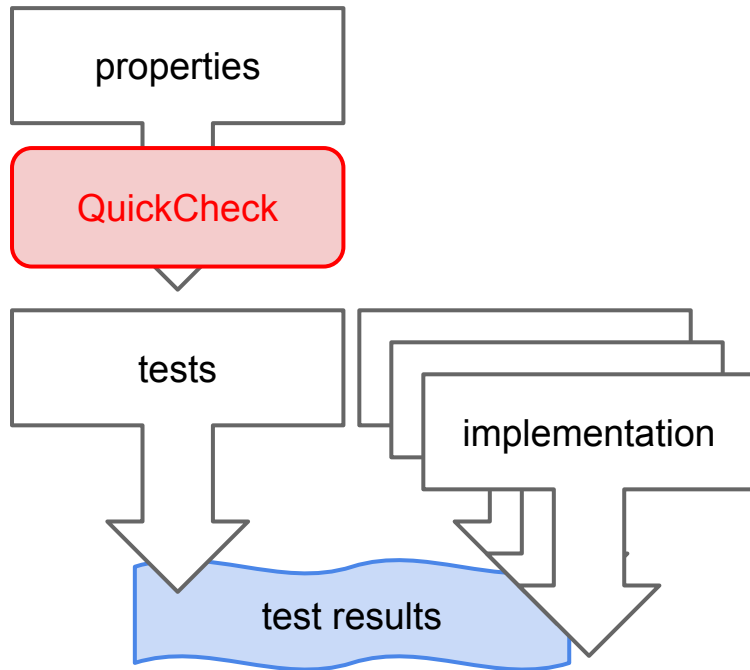 properties
QuickCheck
tests
implementation
test results